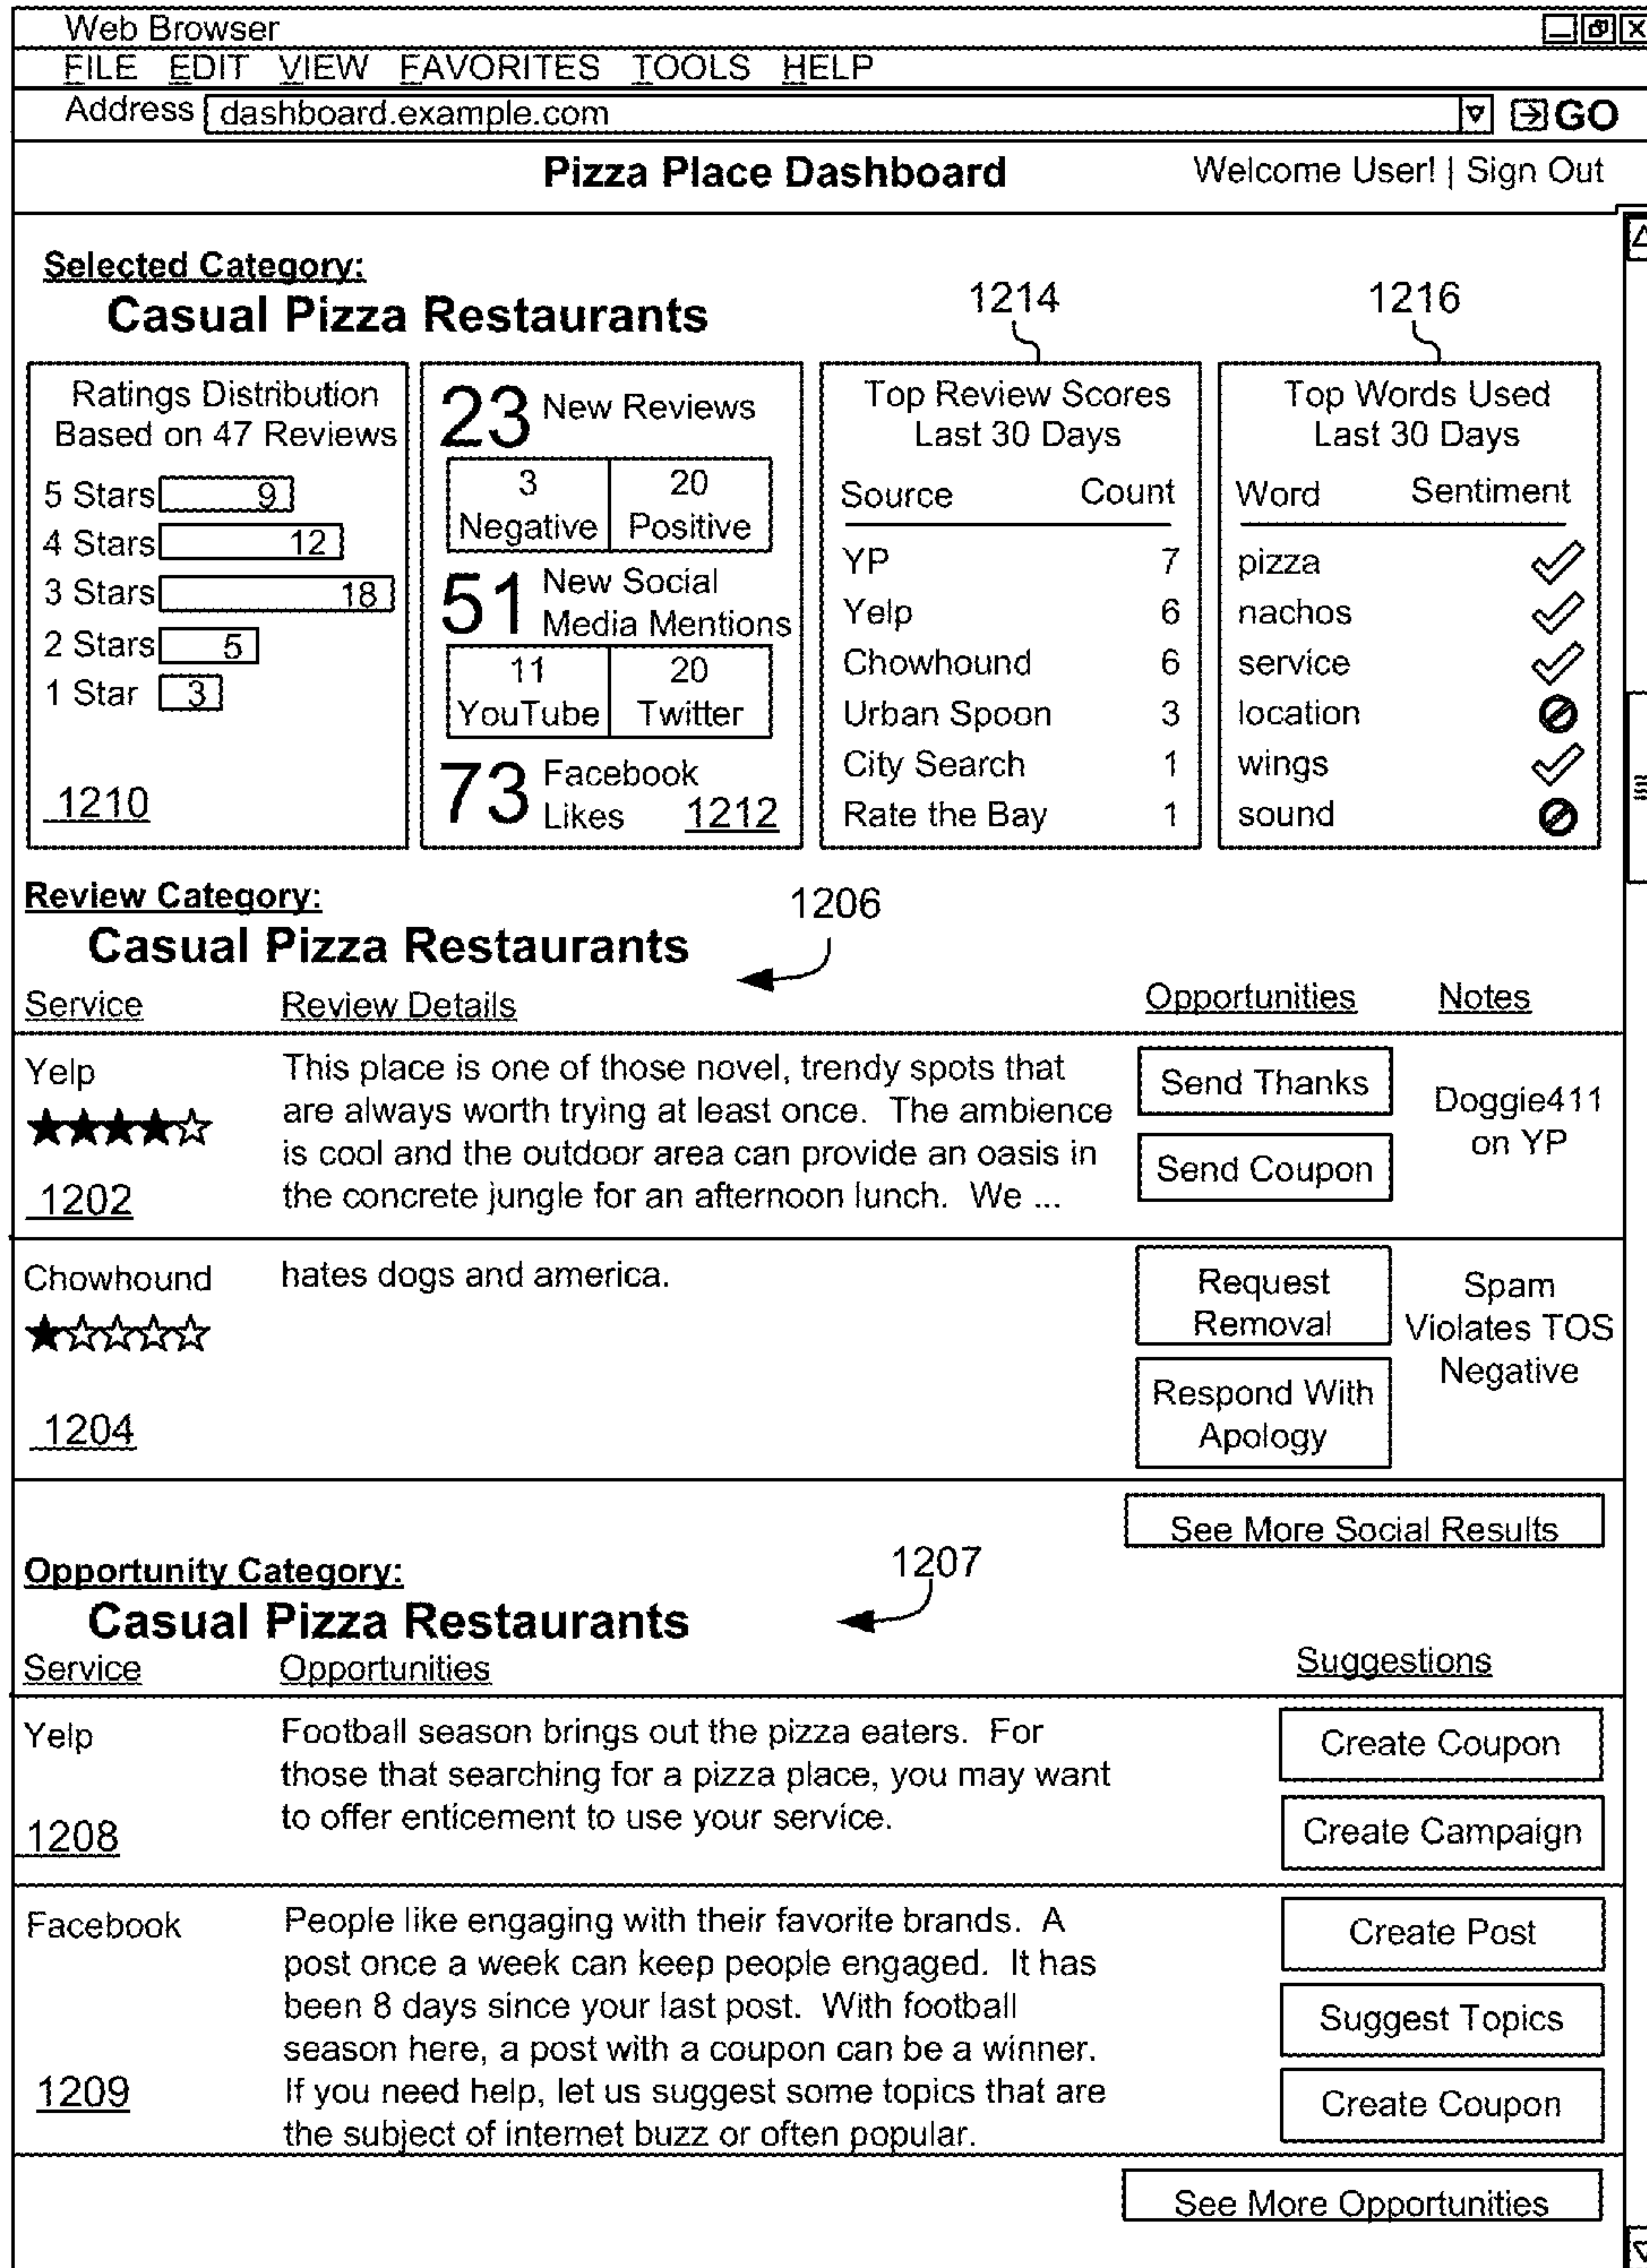 Web Browser
FILE EDIT VIEW FAVORITES TOOLS HELP
Address dashboard.example.com GO
Pizza Place Dashboard Welcome User! | Sign Out
Selected Category:
Casual Pizza Restaurants
1214
1216
Ratings Distribution
Based on 47 Reviews
5 Stars 9
4 Stars 12
3 Stars 18
2 Stars 5
1 Star 3
1210
23 New Reviews
3 Negative
20 Positive
51 New Social
Media Mentions
11 YouTube
20 Twitter
73 Facebook
Likes 1212
Top Review Scores
Last 30 Days
Source Count
YP 7
Yelp 6
Chowhound 6
Urban Spoon 3
City Search 1
Rate the Bay 1
Top Words Used
Last 30 Days
Word Sentiment
pizza
nachos
service
location
wings
sound
Review Category:
Casual Pizza Restaurants
1206
Service Review Details Opportunities Notes
Yelp
1202
This place is one of those novel, trendy spots that
are always worth trying at least once. The ambience
is cool and the outdoor area can provide an oasis in
the concrete jungle for an afternoon lunch. We ...
Send Thanks
Send Coupon
Doggie411
on YP
Chowhound
1204
hates dogs and america.
Request
Removal
Respond With
Apology
Spam
Violates TOS
Negative
See More Social Results
Opportunity Category:
Casual Pizza Restaurants
1207
Service Opportunities Suggestions
Yelp
1208
Football season brings out the pizza eaters. For
those that searching for a pizza place, you may want
to offer enticement to use your service.
Create Coupon
Create Campaign
Facebook
1209
People like engaging with their favorite brands. A
post once a week can keep people engaged. It has
been 8 days since your last post. With football
season here, a post with a coupon can be a winner.
If you need help, let us suggest some topics that are
the subject of internet buzz or often popular.
Create Post
Suggest Topics
Create Coupon
See More Opportunities